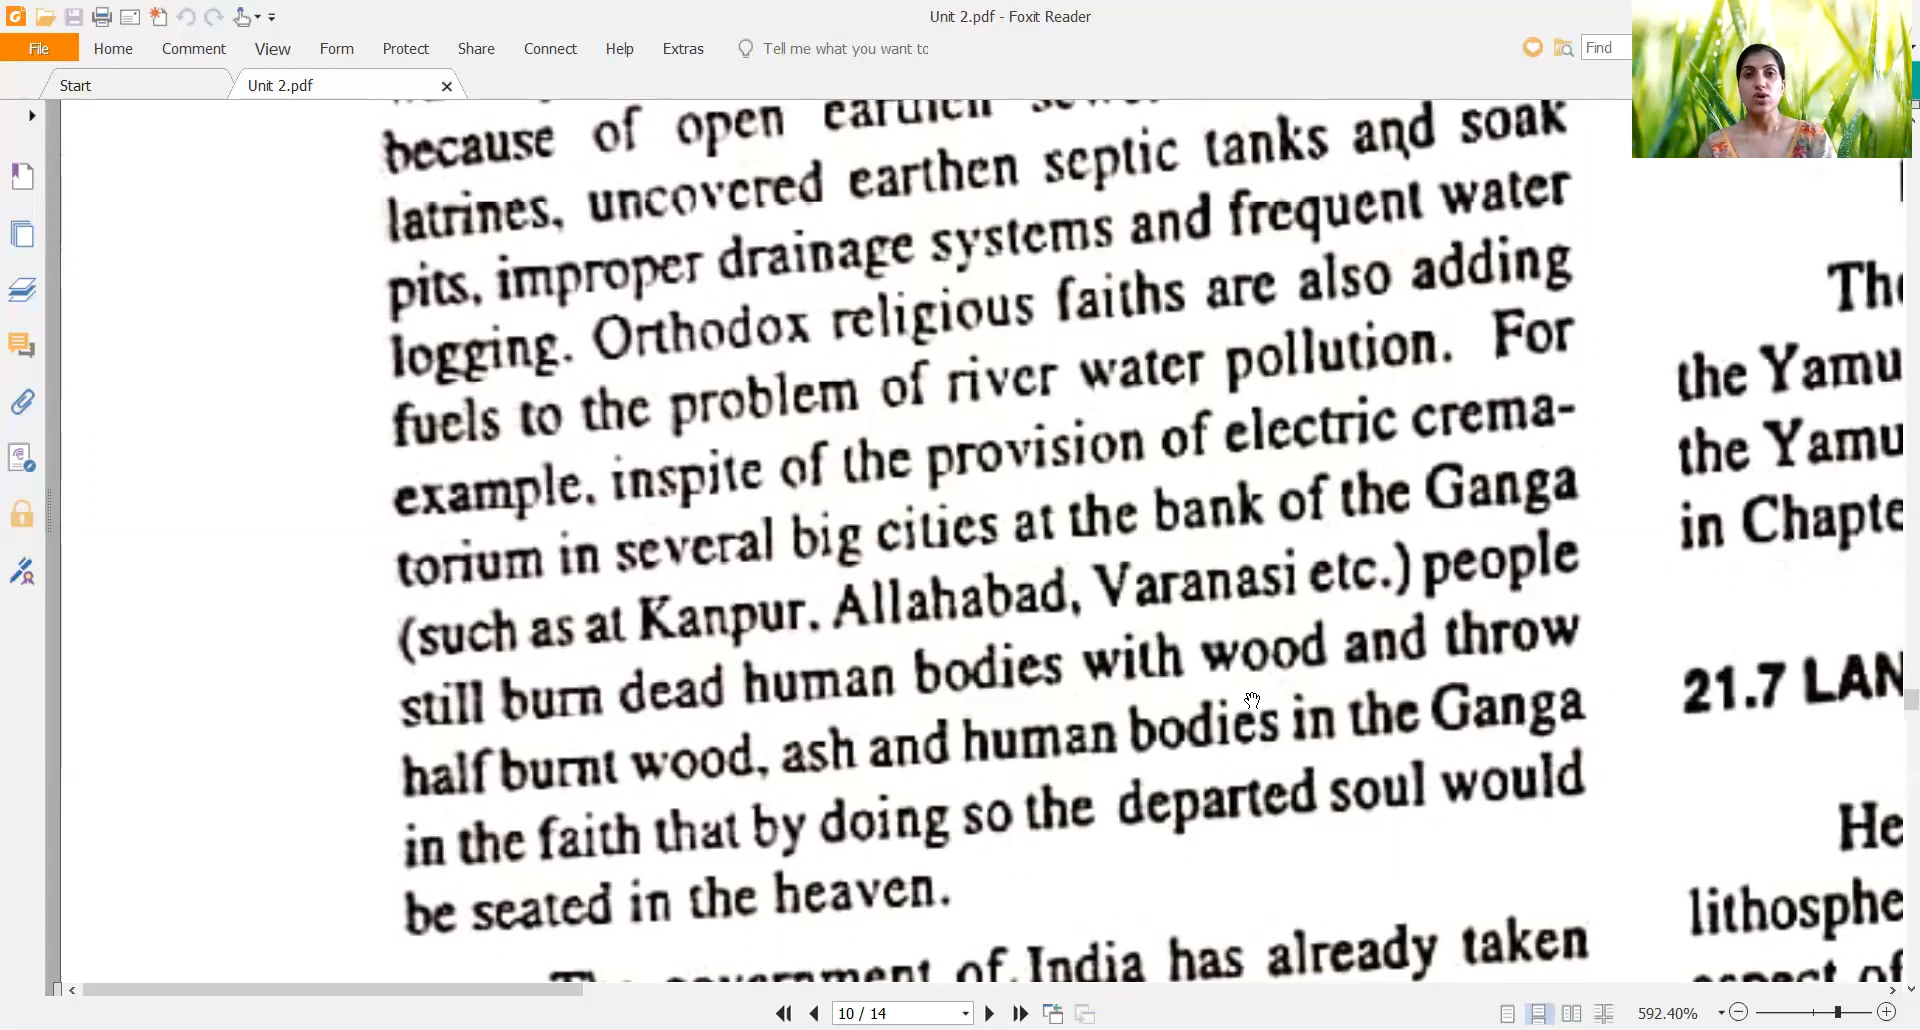 Unit 2.pdf - Foxit Reader
File Home Comment View Form Protect Share Connect Help Extras Tell me what you want to Find
Start Unit 2.pdf
because of open earthen
latrines, uncovered earthen septic tanks and soak
pits, improper drainage systems and frequent water
logging. Orthodox religious faiths are also adding
fuels to the problem of river water pollution. For
example, inspite of the provision of electric crema-
torium in several big cities at the bank of the Ganga
(such as at Kanpur, Allahabad, Varanasi etc.) people
still burn dead human bodies with wood and throw
half burnt wood, ash and human bodies in the Ganga
in the faith that by doing so the departed soul would
be seated in the heaven.
The government of India has already taken
the Yamu
the Yamu
in Chapte
21.7 LAN
He
lithosphe
10 / 14
592.40%